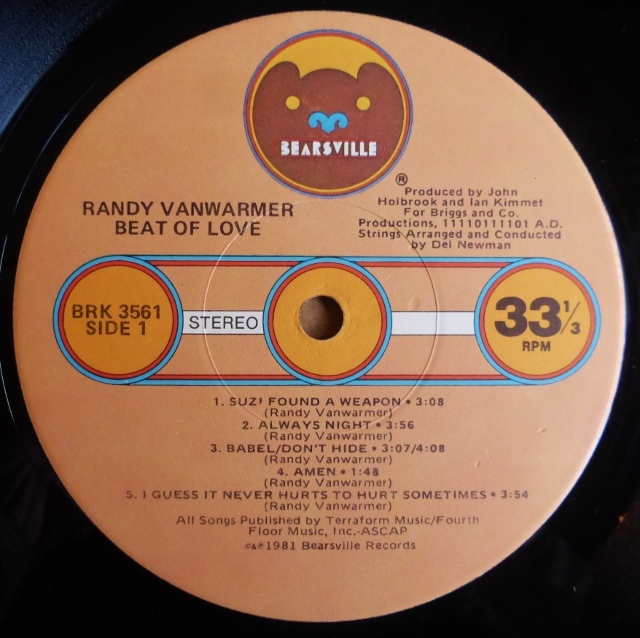 BEARSVILLE
®
RANDY VANWARMER
BEAT OF LOVE
Produced by John
Holbrook and Ian Kimmet
For Briggs and Co.
Productions, 11110111101 A.D.
Strings Arranged and Conducted
by Del Newman
BRK 3561
SIDE 1
STEREO
33 1/3
RPM
1. SUZI FOUND A WEAPON • 3:08
(Randy Vanwarmer)
2. ALWAYS NIGHT • 3:56
(Randy Vanwarmer)
3. BABEL/DON'T HIDE • 3:07/4:08
(Randy Vanwarmer)
4. AMEN • 1:48
(Randy Vanwarmer)
5. I GUESS IT NEVER HURTS TO HURT SOMETIMES • 3:54
(Randy Vanwarmer)
All Songs Published by Terraform Music/Fourth
Floor Music, Inc.-ASCAP
©&℗1981 Bearsville Records